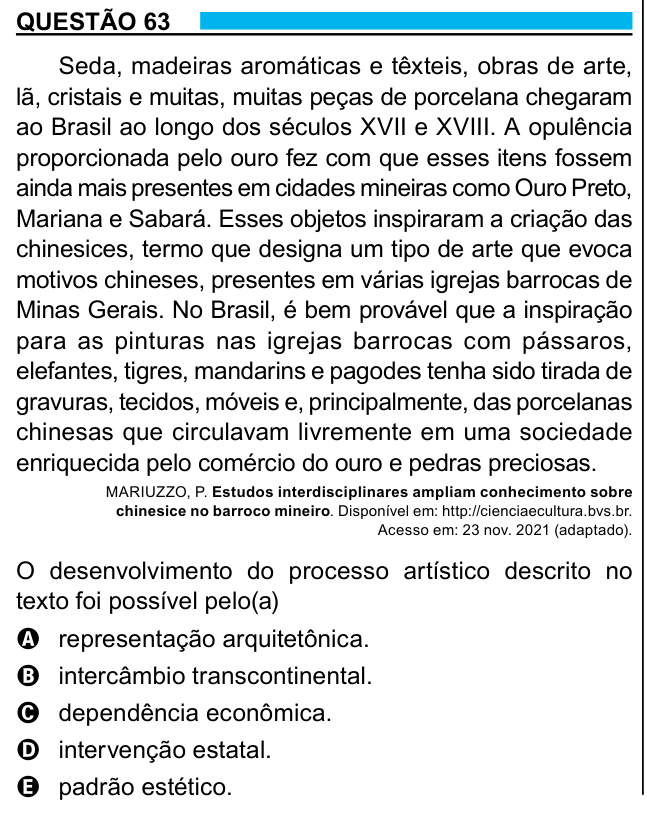 QUESTÃO 63
Seda, madeiras aromáticas e têxteis, obras de arte,
lã, cristais e muitas, muitas peças de porcelana chegaram
ao Brasil ao longo dos séculos XVII e XVIII. A opulência
proporcionada pelo ouro fez com que esses itens fossem
ainda mais presentes em cidades mineiras como Ouro Preto,
Mariana e Sabará. Esses objetos inspiraram a criação das
chinesices, termo que designa um tipo de arte que evoca
motivos chineses, presentes em várias igrejas barrocas de
Minas Gerais. No Brasil, é bem provável que a inspiração
para as pinturas nas igrejas barrocas com pássaros,
elefantes, tigres, mandarins e pagodes tenha sido tirada de
gravuras, tecidos, móveis e, principalmente, das porcelanas
chinesas que circulavam livremente em uma sociedade
enriquecida pelo comércio do ouro e pedras preciosas.
MARIUZZO, P. Estudos interdisciplinares ampliam conhecimento sobre
chinesice no barroco mineiro. Disponível em: http://cienciaecultura.bvs.br.
Acesso em: 23 nov. 2021 (adaptado).
O desenvolvimento do processo artístico descrito no
texto foi possível pelo(a)
A representação arquitetônica.
B intercâmbio transcontinental.
C dependência econômica.
D intervenção estatal.
E padrão estético.